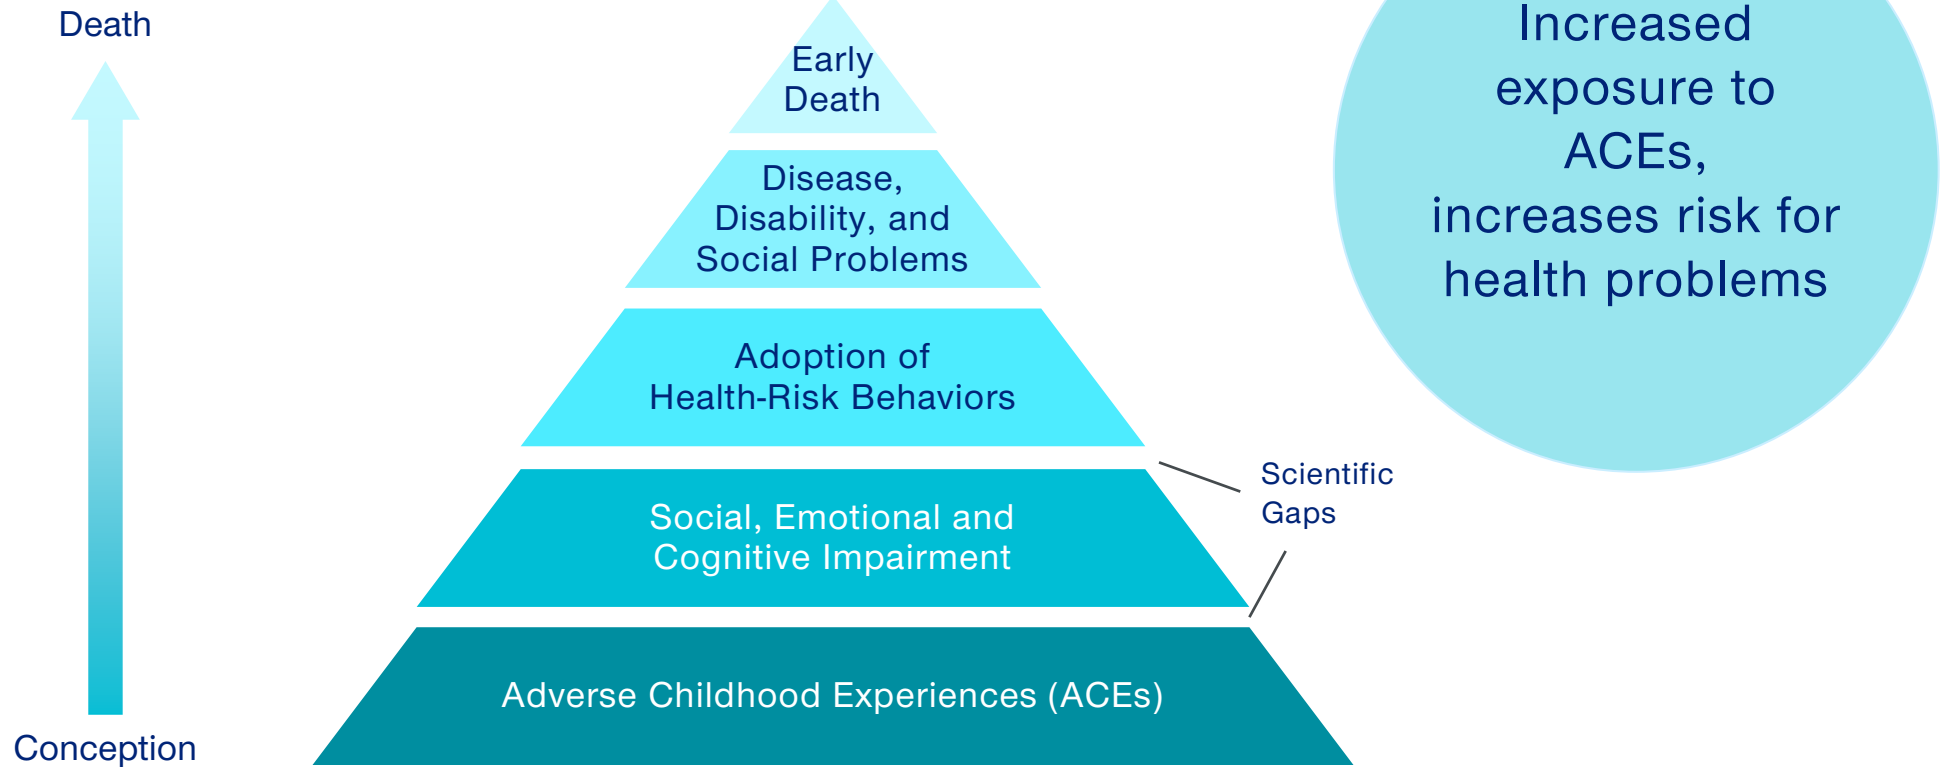 Death
Early
Death
Disease,
Disability, and
Social Problems
Adoption of
Health-Risk Behaviors
Social, Emotional and
Cognitive Impairment
Adverse Childhood Experiences (ACEs)
Conception
Scientific
Gaps
Increased
exposure to
ACEs,
increases risk for
health problems